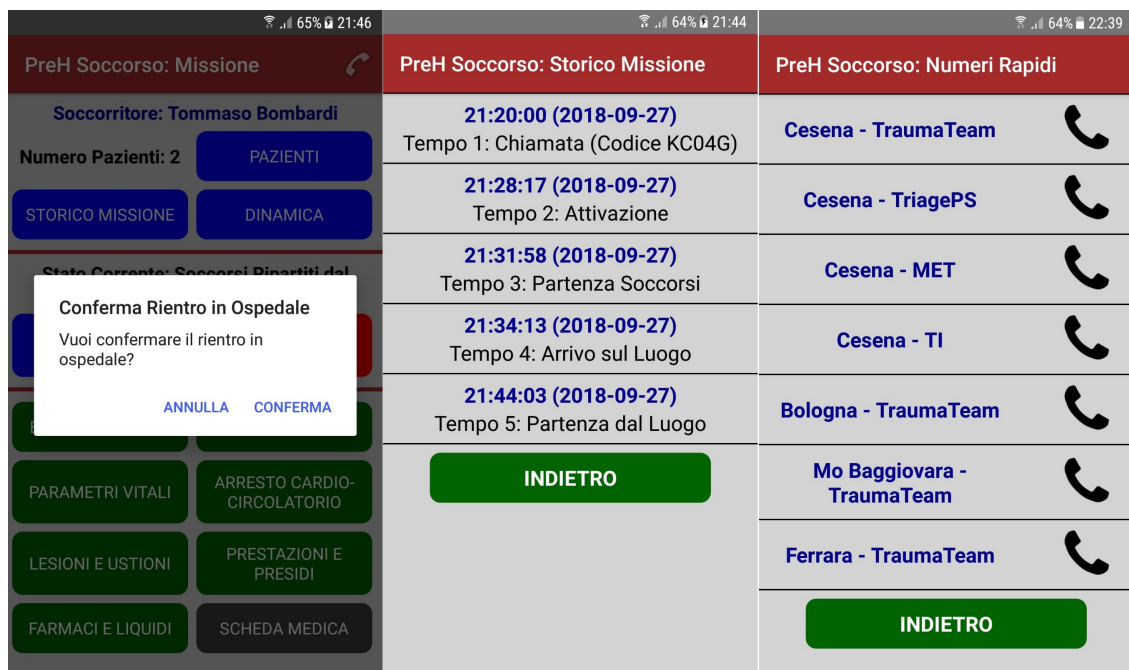 65% 21:46
PreH Soccorso: Missione
Soccorritore: Tommaso Bombardi
Numero Pazienti: 2
PAZIENTI
STORICO MISSIONE
DINAMICA
Stato Corrente: Soccorsi Ripartiti dal
Conferma Rientro in Ospedale
Vuoi confermare il rientro in
ospedale?
ANNULLA CONFERMA
PARAMETRI VITALI
ARRESTO CARDIO-
CIRCOLATORIO
LESIONI E USTIONI
PRESTAZIONI E
PRESIDI
FARMACI E LIQUIDI
SCHEDA MEDICA
64% 21:44
PreH Soccorso: Storico Missione
21:20:00 (2018-09-27)
Tempo 1: Chiamata (Codice KC04G)
21:28:17 (2018-09-27)
Tempo 2: Attivazione
21:31:58 (2018-09-27)
Tempo 3: Partenza Soccorsi
21:34:13 (2018-09-27)
Tempo 4: Arrivo sul Luogo
21:44:03 (2018-09-27)
Tempo 5: Partenza dal Luogo
INDIETRO
64% 22:39
PreH Soccorso: Numeri Rapidi
Cesena - TraumaTeam
Cesena - TriagePS
Cesena - MET
Cesena - TI
Bologna - TraumaTeam
Mo Baggiovara -
TraumaTeam
Ferrara - TraumaTeam
INDIETRO